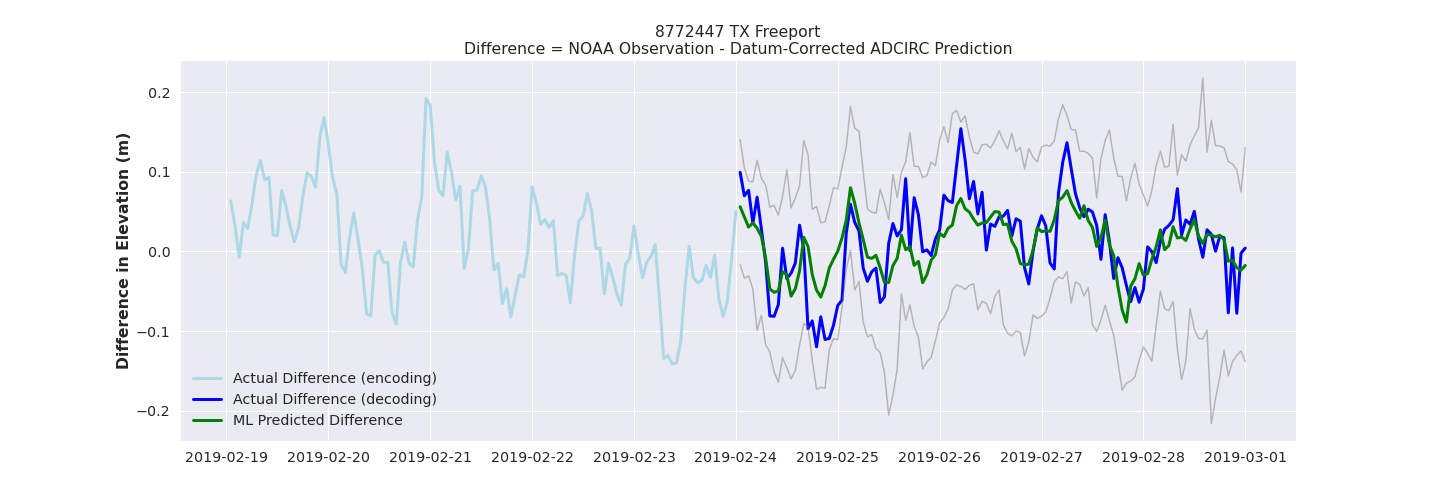 8772447 TX Freeport
Difference = NOAA Observation - Datum-Corrected ADCIRC Prediction
Difference in Elevation (m)
0.2
0.1
0.0
−0.1
−0.2
Actual Difference (encoding)
Actual Difference (decoding)
ML Predicted Difference
2019-02-19 2019-02-20 2019-02-21 2019-02-22 2019-02-23 2019-02-24 2019-02-25 2019-02-26 2019-02-27 2019-02-28 2019-03-01